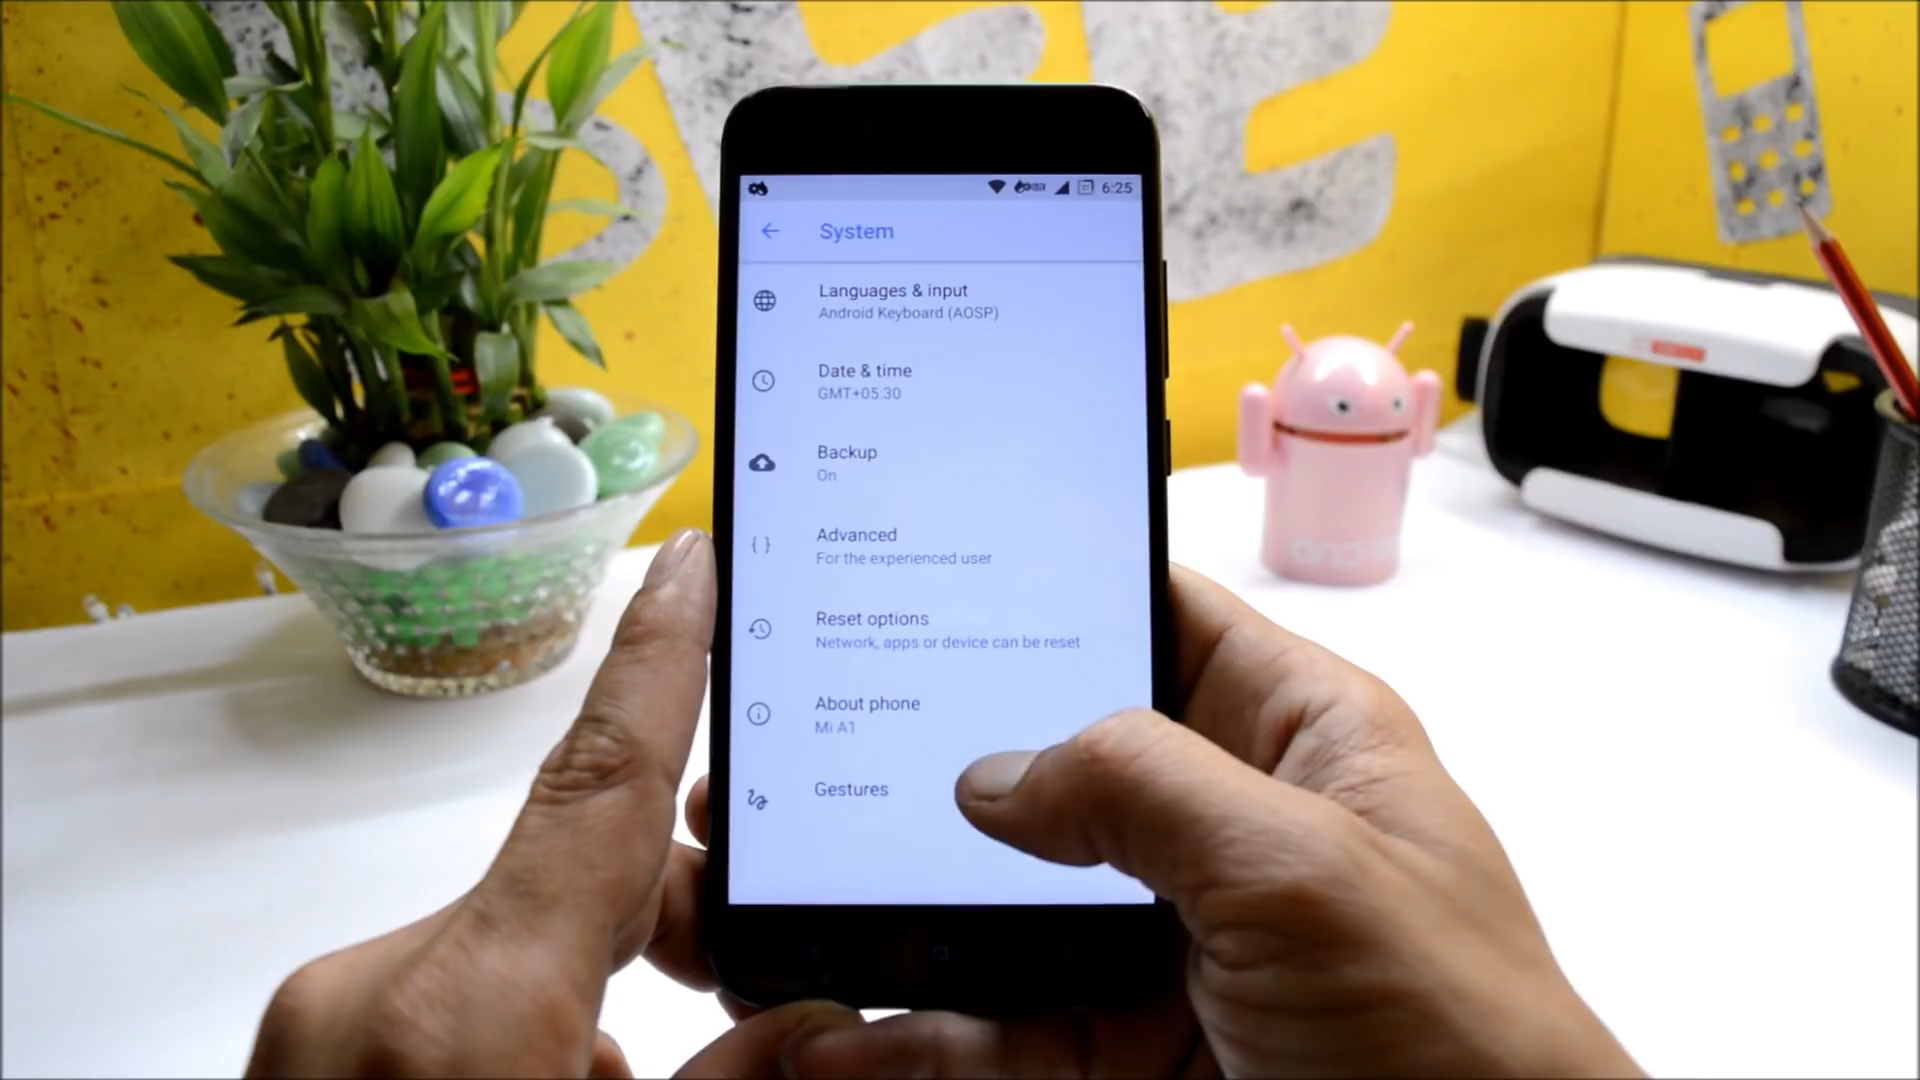 6:25
System
Languages & input
Android Keyboard (AOSP)
Date & time
GMT+05:30
Backup
On
Advanced
For the experienced user
Reset options
Network, apps or device can be reset
About phone
Mi A1
Gestures